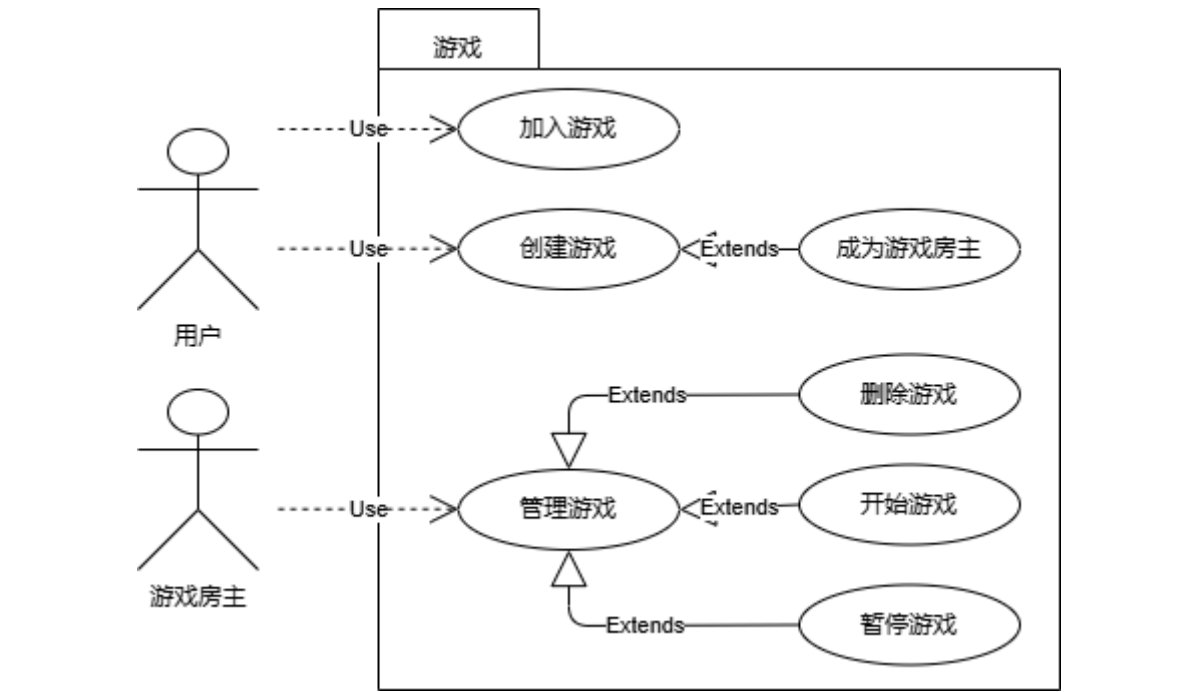 游戏
Use
加入游戏
Use
创建游戏
Extends
成为游戏房主
用户
Extends
删除游戏
Use
管理游戏
Extends
开始游戏
游戏房主
Extends
暂停游戏